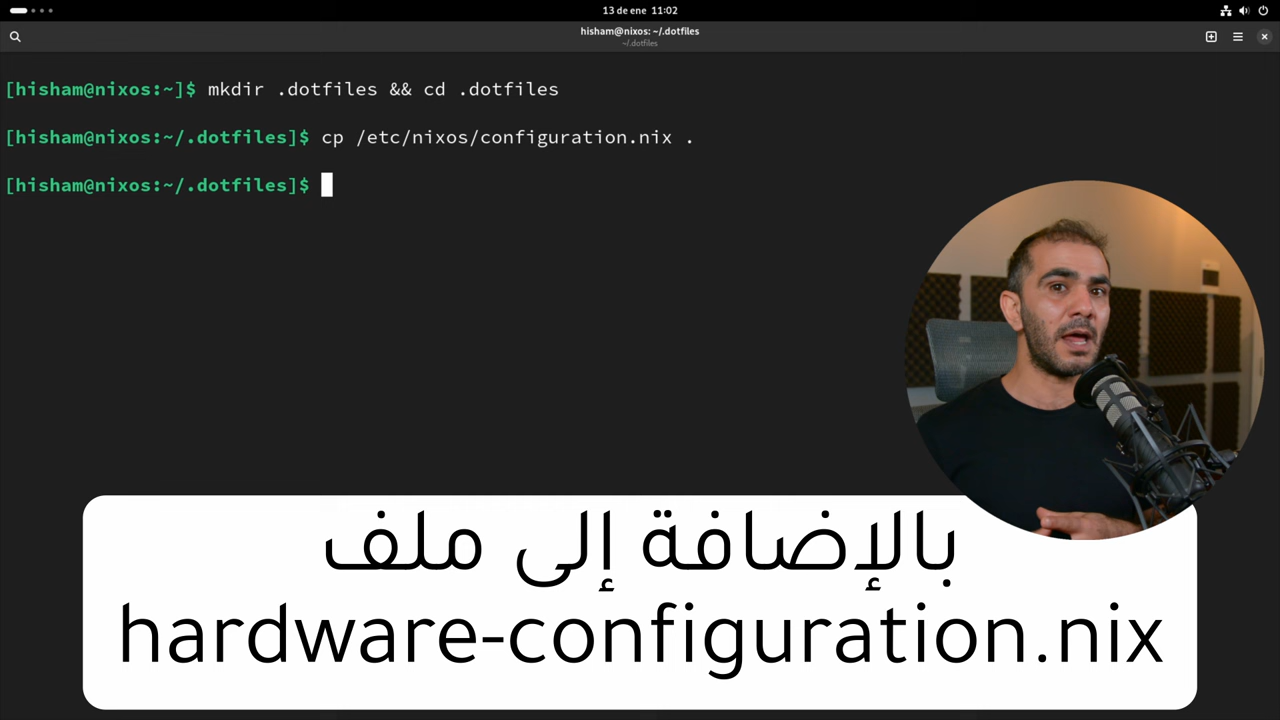 13 de ene 11:02
hisham@nixos: ~/.dotfiles
~/.dotfiles
[hisham@nixos:~]$ mkdir .dotfiles && cd .dotfiles
[hisham@nixos:~/.dotfiles]$ cp /etc/nixos/configuration.nix .
[hisham@nixos:~/.dotfiles]$
بالإضافة إلى ملف
hardware-configuration.nix